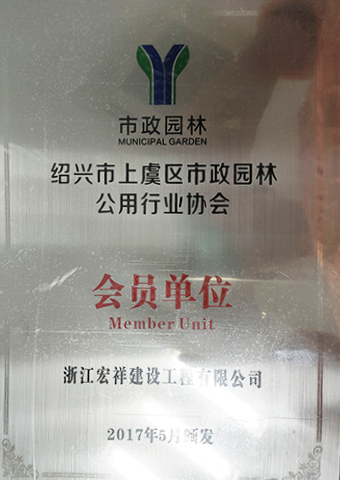 市政园林
MUNICIPAL GARDEN
绍兴市上虞区市政园林
公用行业协会
会员单位
Member Unit
浙江宏祥建设工程有限公司
2017年5月颁发